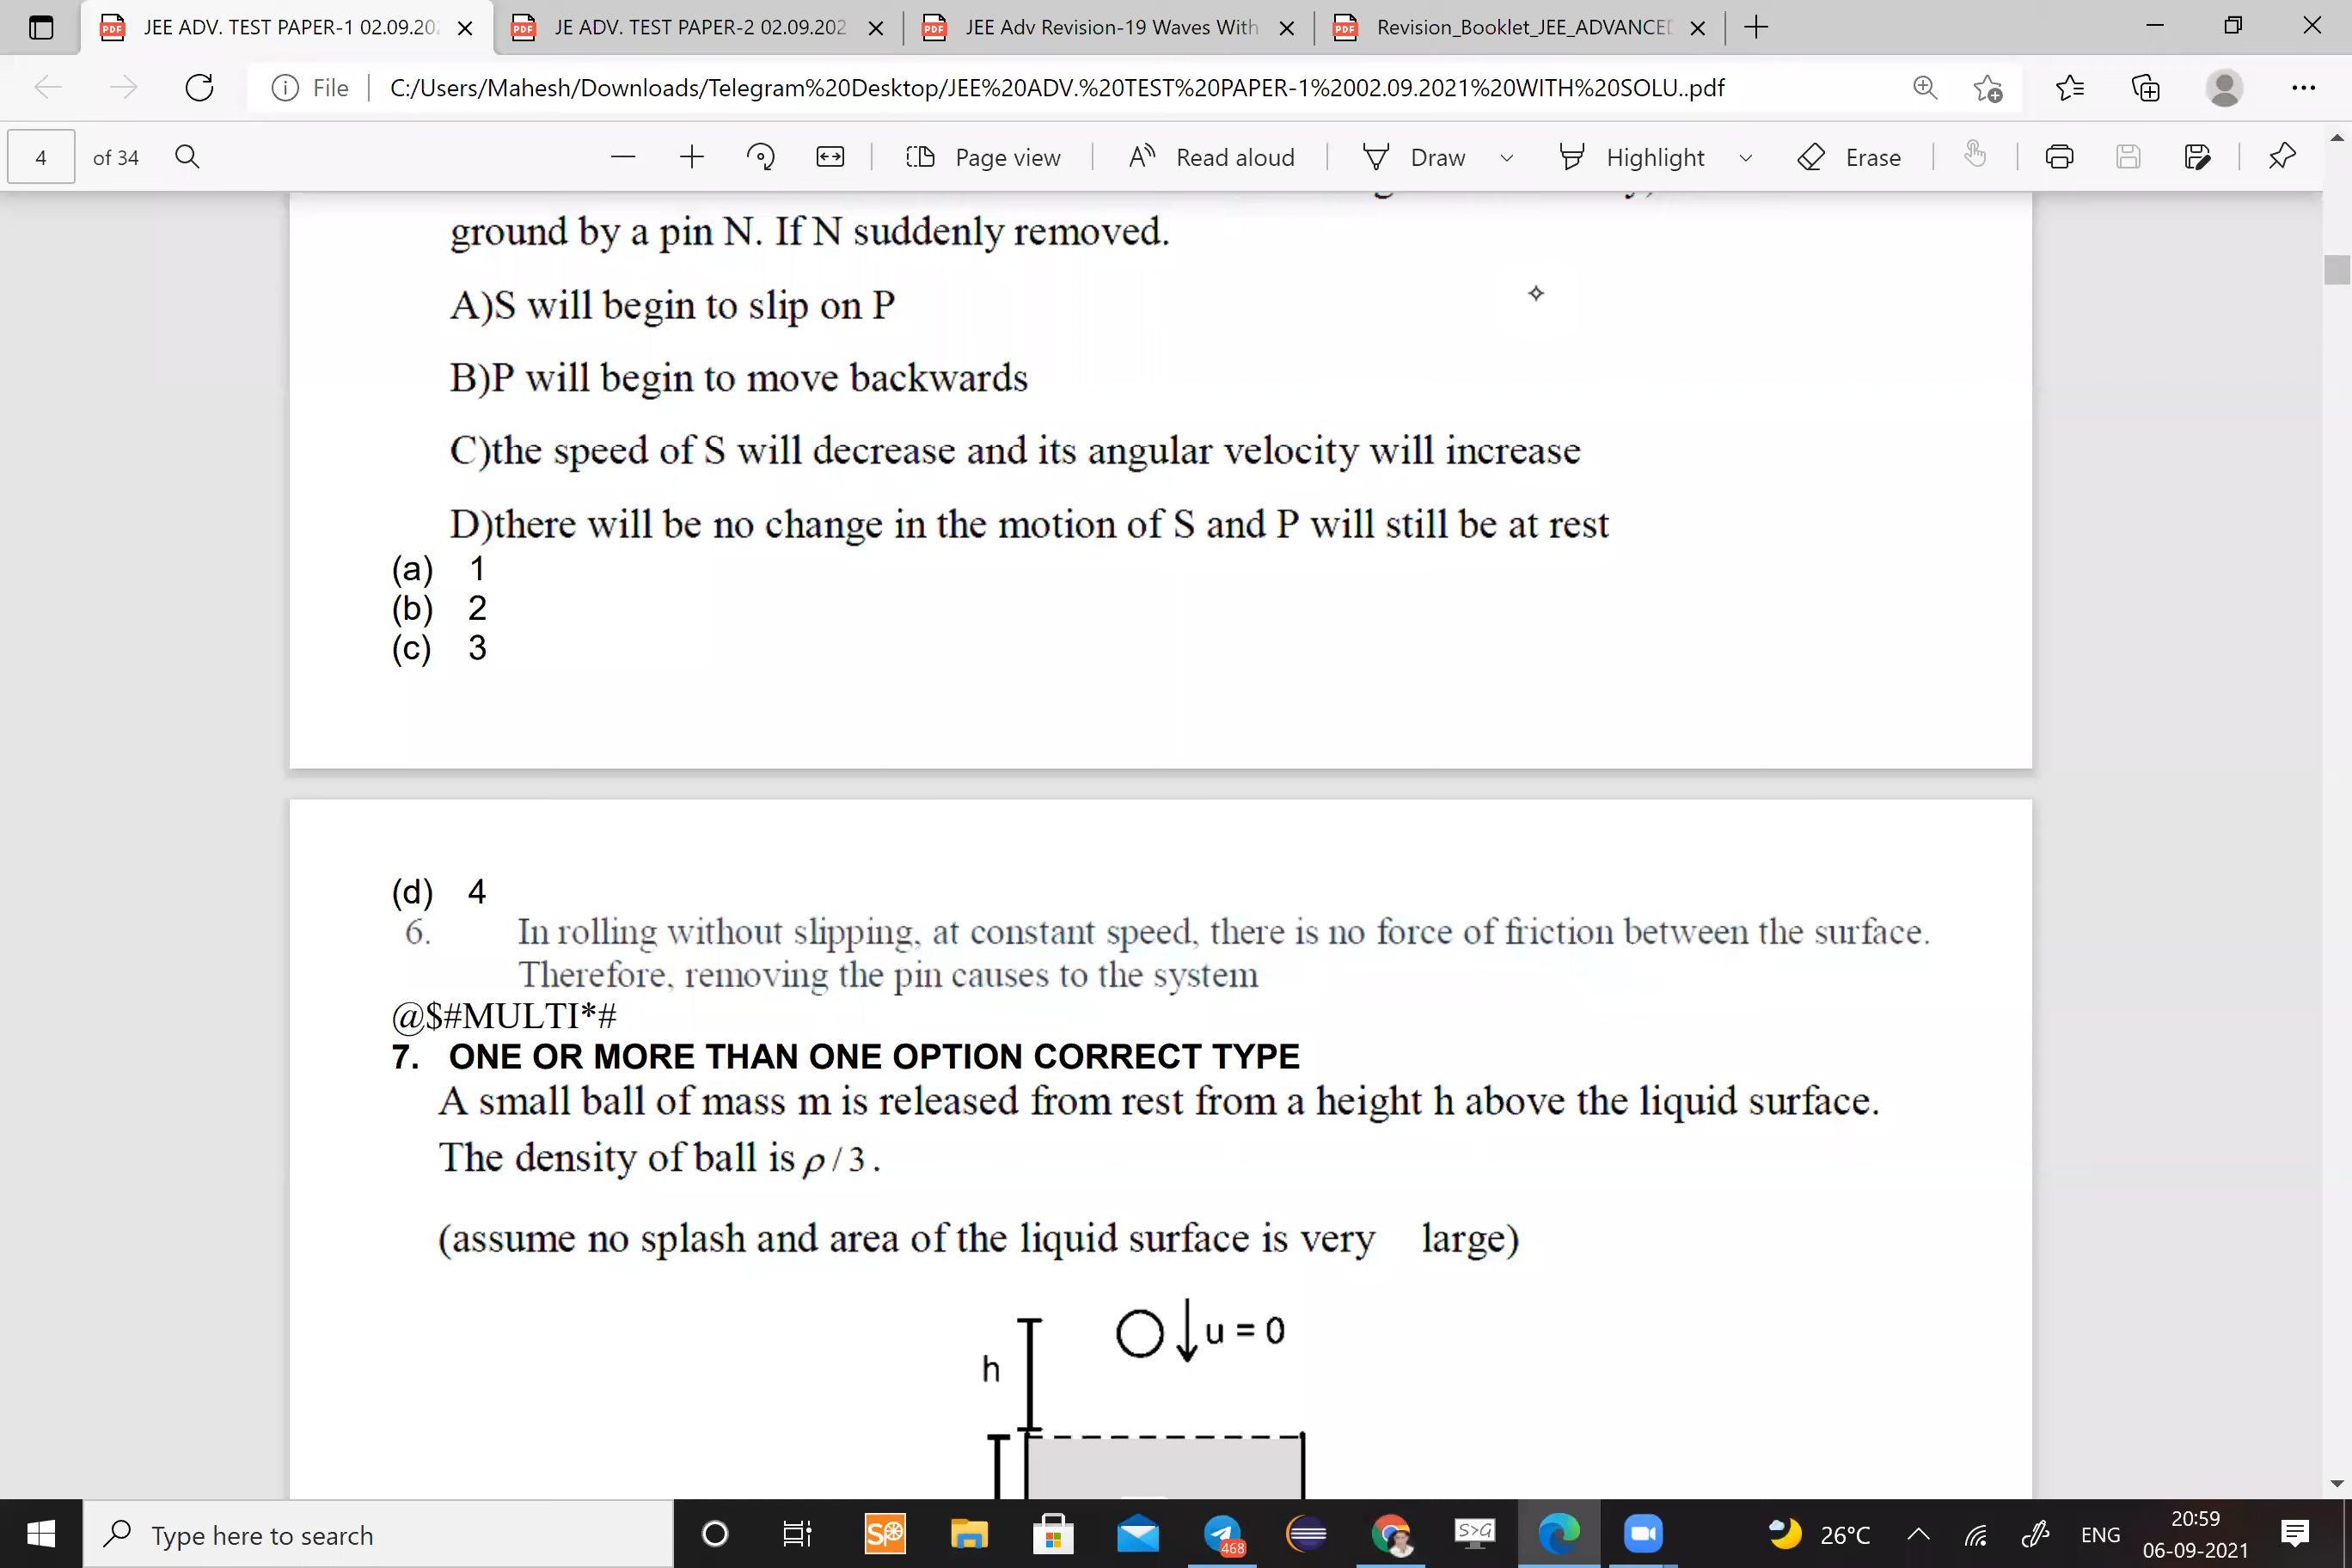 JEE ADV. TEST PAPER-1 02.09.20
JE ADV. TEST PAPER-2 02.09.202
JEE Adv Revision-19 Waves With
Revision_Booklet_JEE_ADVANCED
File
C:/Users/Mahesh/Downloads/Telegram%20Desktop/JEE%20ADV.%20TEST%20PAPER-1%2002.09.2021%20WITH%20SOLU..pdf
4 of 34
Page view
Read aloud
Draw
Highlight
Erase
ground by a pin N. If N suddenly removed.
A)S will begin to slip on P
B)P will begin to move backwards
C)the speed of S will decrease and its angular velocity will increase
D)there will be no change in the motion of S and P will still be at rest
(a) 1
(b) 2
(c) 3
(d) 4
6. In rolling without slipping, at constant speed, there is no force of friction between the surface.
Therefore, removing the pin causes to the system
@$#MULTI*#
7. ONE OR MORE THAN ONE OPTION CORRECT TYPE
A small ball of mass m is released from rest from a height h above the liquid surface.
The density of ball is ρ/3.
(assume no splash and area of the liquid surface is very large)
u = 0
h
Type here to search
SP
468
S>G
26°C
ENG
20:59
06-09-2021